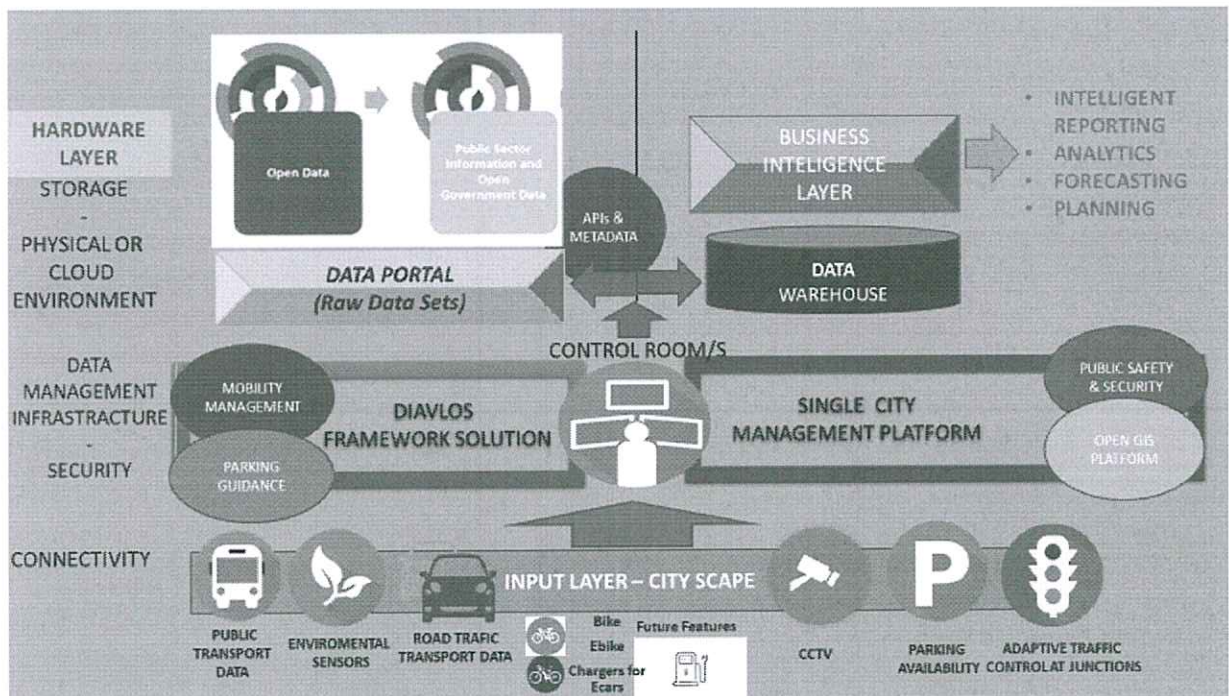 HARDWARE
LAYER
STORAGE
-
PHYSICAL OR
CLOUD
ENVIRONMENT
DATA
MANAGEMENT
INFRASTRACTURE
-
SECURITY
CONNECTIVITY
Open Data
Public Sector
Information and
Open
Government Data
APIs &
METADATA
DATA PORTAL
(Raw Data Sets)
BUSINESS
INTELIGENCE
LAYER
• INTELLIGENT
REPORTING
• ANALYTICS
• FORECASTING
• PLANNING
DATA
WAREHOUSE
CONTROL ROOM/S
MOBILITY
MANAGEMENT
PARKING
GUIDANCE
DIAVLOS
FRAMEWORK SOLUTION
SINGLE CITY
MANAGEMENT PLATFORM
PUBLIC SAFETY
& SECURITY
OPEN GIS
PLATFORM
INPUT LAYER – CITY SCAPE
P
PUBLIC
TRANSPORT
DATA
ENVIROMENTAL
SENSORS
ROAD TRAFIC
TRANSPORT DATA
Bike
Ebike
Chargers for
Ecars
Future Features
CCTV
PARKING
AVAILABILITY
ADAPTIVE TRAFFIC
CONTROLAT JUNCTIONS